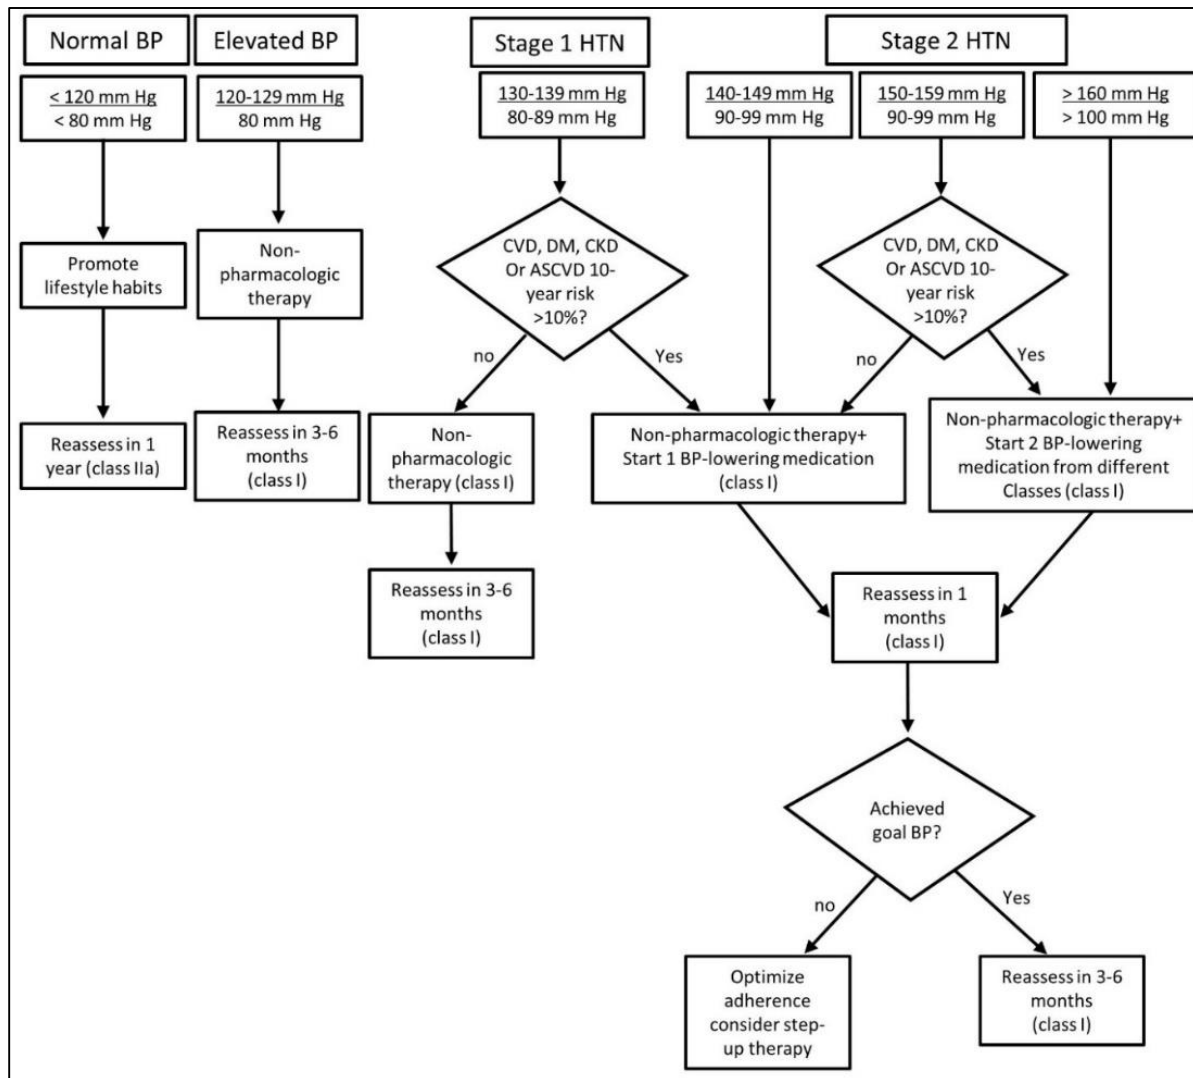 Normal BP
Elevated BP
Stage 1 HTN
Stage 2 HTN
< 120 mm Hg
< 80 mm Hg
120-129 mm Hg
80 mm Hg
130-139 mm Hg
80-89 mm Hg
140-149 mm Hg
90-99 mm Hg
150-159 mm Hg
90-99 mm Hg
> 160 mm Hg
> 100 mm Hg
Promote
lifestyle habits
Non-
pharmacologic
therapy
CVD, DM, CKD
Or ASCVD 10-
year risk
>10%?
CVD, DM, CKD
Or ASCVD 10-
year risk
>10%?
no
Yes
no
Yes
Reassess in 1
year (class IIa)
Reassess in 3-6
months
(class I)
Non-
pharmacologic
therapy (class I)
Non-pharmacologic therapy+
Start 1 BP-lowering medication
(class I)
Non-pharmacologic therapy+
Start 2 BP-lowering
medication from different
Classes (class I)
Reassess in 3-6
months
(class I)
Reassess in 1
months
(class I)
Achieved
goal BP?
no
Yes
Optimize
adherence
consider step-
up therapy
Reassess in 3-6
months
(class I)